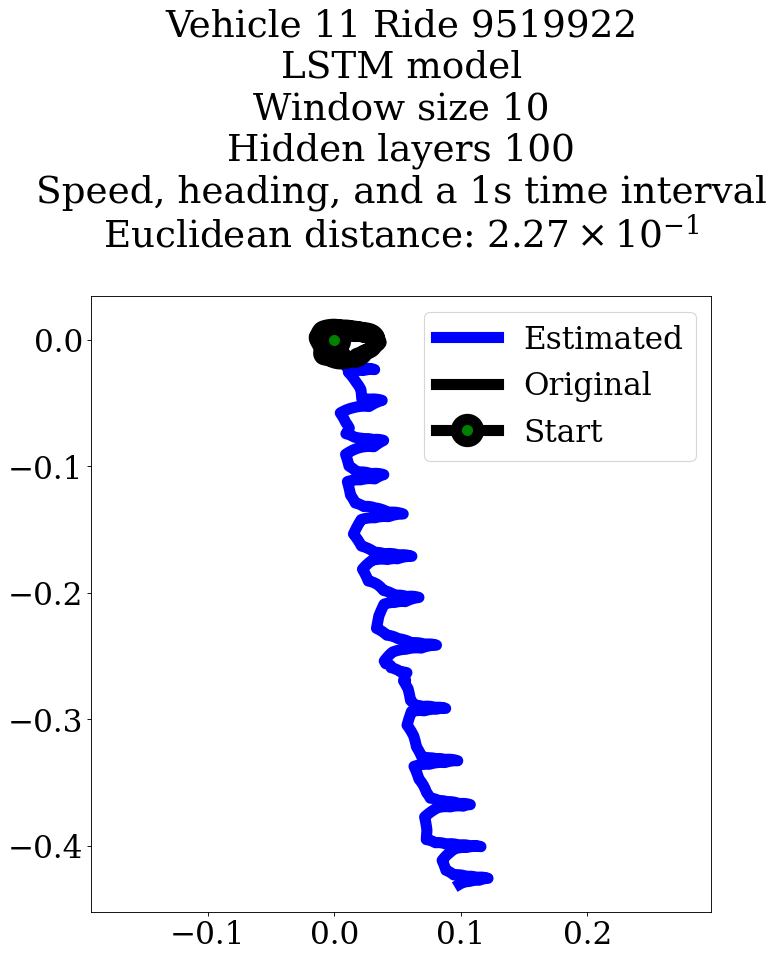 Vehicle 11 Ride 9519922
LSTM model
Window size 10
Hidden layers 100
Speed, heading, and a 1s time interval
Euclidean distance: 2.27 × 10⁻¹
Estimated
Original
Start
0.0
−0.1
−0.2
−0.3
−0.4
−0.1 0.0 0.1 0.2